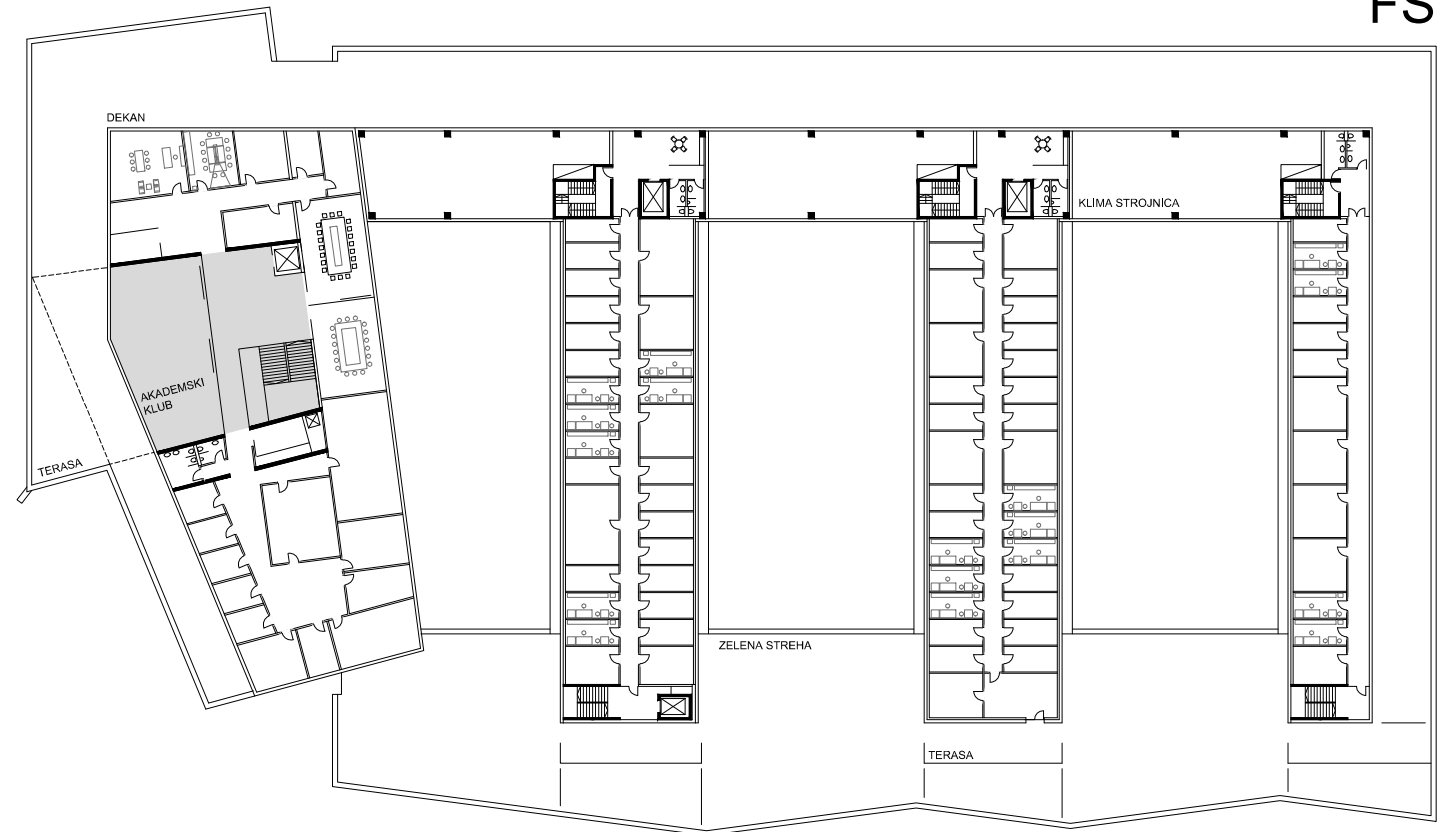 FS
DEKAN
KLIMA STROJNICA
AKADEMSKI
KLUB
TERASA
ZELENA STREHA
TERASA